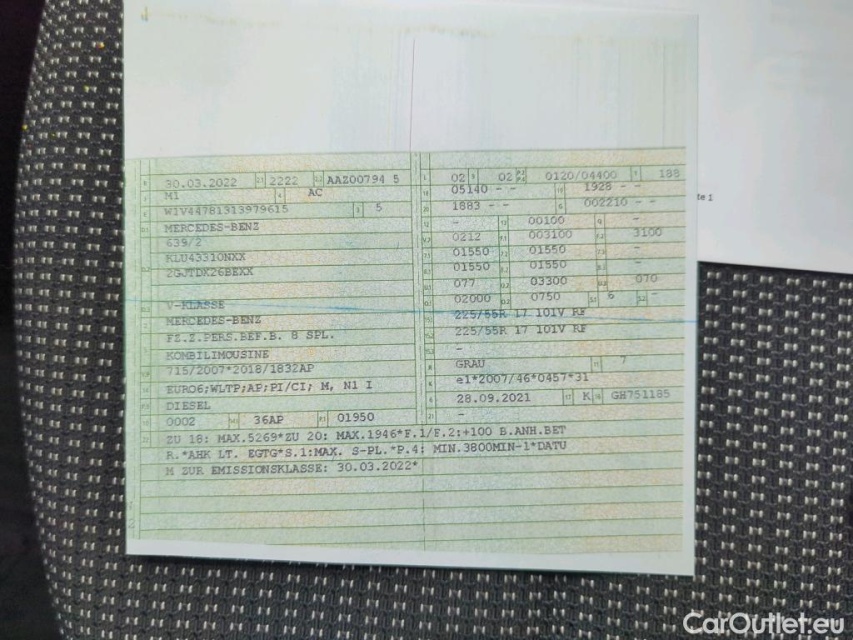 30.03.2022 2222 AAZ00794 5
M1 AC
W1V44781313979615 5
MERCEDES-BENZ
639/2
KLU43310NXX
2GJTDK26BEXX
V-KLASSE
MERCEDES-BENZ
FZ.Z.PERS.BEF.B. 8 SPL.
KOMBILIMOUSINE
715/2007*2018/1832AP
EURO6;WLTP;AP;PI/CI; M, N1 I
DIESEL
0002 36AP 01950
02 02 0120/04400 188
05140 - - 1928 - -
1883 - - 002210 - -
- 00100 -
0212 003100 3100
01550 01550 -
01550 01550 -
077 03300 070
02000 0750 6 -
225/55R 17 101V RF
225/55R 17 101V RF
-
GRAU 7
e1*2007/46*0457*31
28.09.2021 K GH751185
-
ZU 18: MAX.5269*ZU 20: MAX.1946*F.1/F.2:+100 B.ANH.BET
R.*AHK LT. EGTG*S.1:MAX. S-PL.*P.4: MIN.3800MIN-1*DATU
M ZUR EMISSIONSKLASSE: 30.03.2022*
te 1
CarOutlet.eu